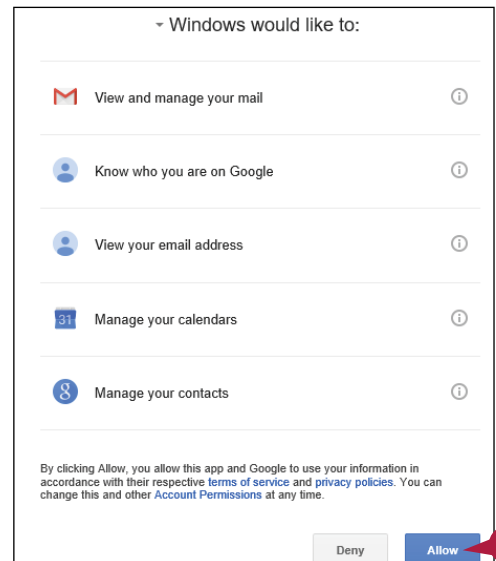 Windows would like to:
View and manage your mail
Know who you are on Google
View your email address
31
Manage your calendars
8
Manage your contacts
By clicking Allow, you allow this app and Google to use your information in
accordance with their respective terms of service and privacy policies. You can
change this and other Account Permissions at any time.
Deny Allow